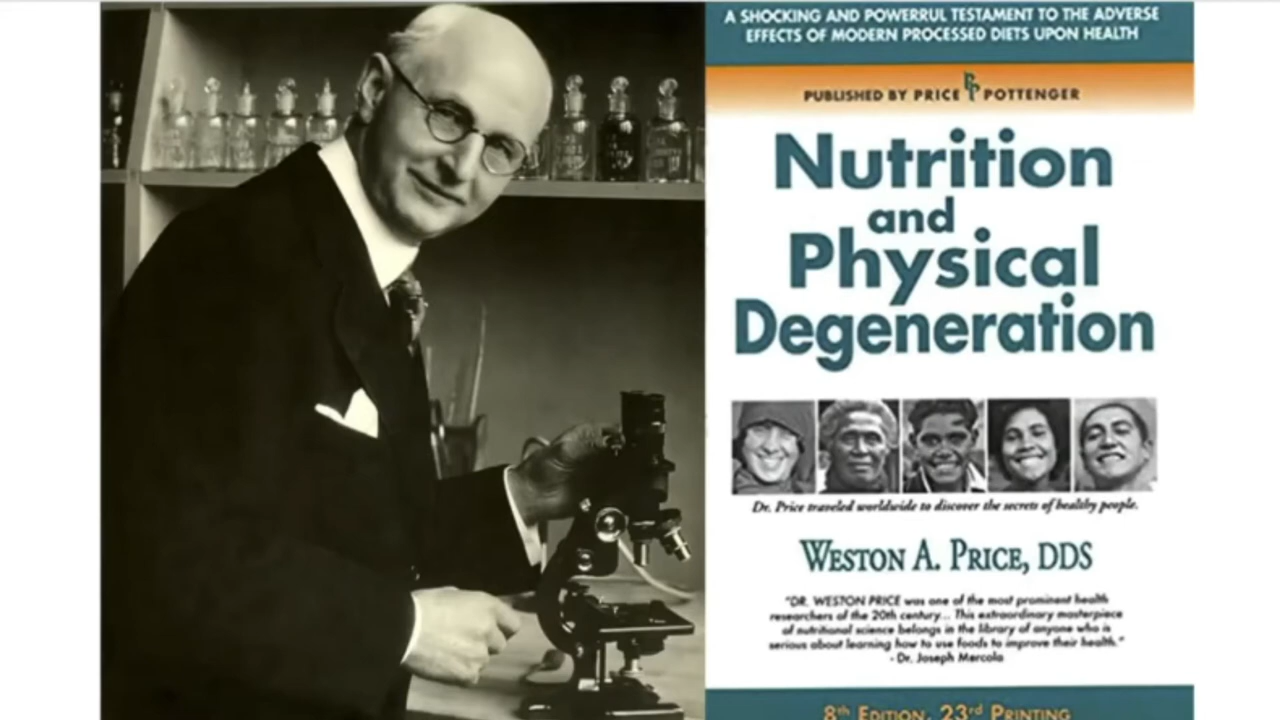 A SHOCKING AND POWERRUL TESTAMENT TO THE ADVERSE
EFFECTS OF MODERN PROCESSED DIETS UPON HEALTH
PUBLISHED BY PRICE PP POTTENGER
Nutrition
and
Physical
Degeneration
Dr. Price traveled worldwide to discover the secrets of healthy people.
WESTON A. PRICE, DDS
"DR. WESTON PRICE was one of the most prominent health
researchers of the 20th century... This extraordinary masterpiece
of nutritional science belongs in the library of anyone who is
serious about learning how to use foods to improve their health."
- Dr. Joseph Mercola
8th EDITION, 23rd PRINTING